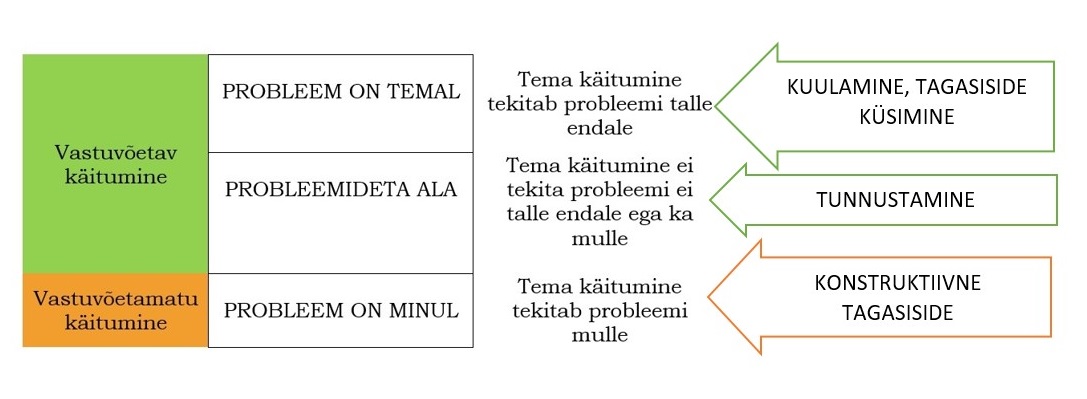 Vastuvõetav
käitumine
PROBLEEM ON TEMAL
Tema käitumine
tekitab probleemi talle
endale
KUULAMINE, TAGASISIDE
KÜSIMINE
PROBLEEMIDETA ALA
Tema käitumine ei
tekita probleemi ei
talle endale ega ka
mulle
TUNNUSTAMINE
Vastuvõetamatu
käitumine
PROBLEEM ON MINUL
Tema käitumine
tekitab probleemi
mulle
KONSTRUKTIIVNE
TAGASISIDE